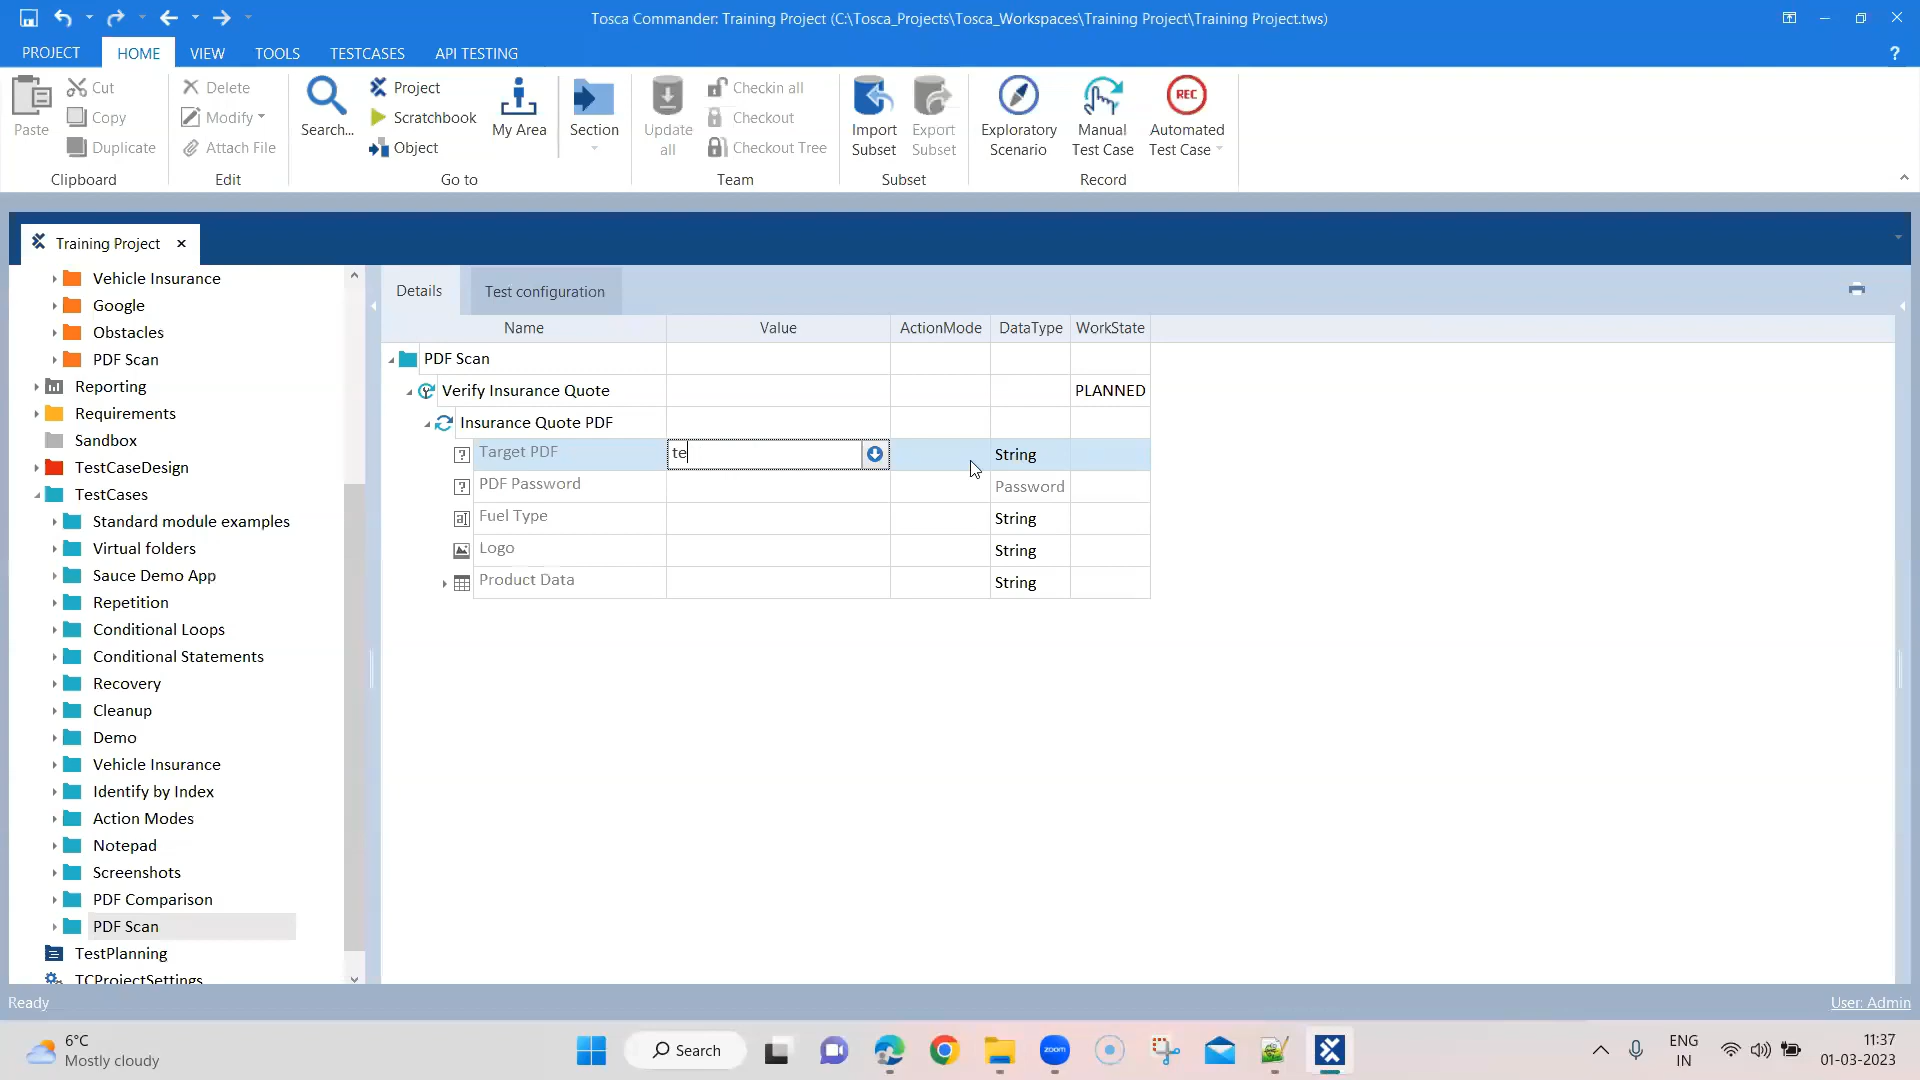 Tosca Commander: Training Project (C:\Tosca_Projects\Tosca_Workspaces\Training Project\Training Project.tws)
PROJECT HOME VIEW TOOLS TESTCASES API TESTING ?
Paste
Cut
Copy
Duplicate
Clipboard
Delete
Modify
Attach File
Edit
Search...
Project
Scratchbook
Object
My Area
Go to
Section
Update all
Checkin all
Checkout
Checkout Tree
Team
Import Subset
Export Subset
Subset
Exploratory Scenario
Manual Test Case
REC
Automated Test Case
Record
Training Project
Vehicle Insurance
Google
Obstacles
PDF Scan
Reporting
Requirements
Sandbox
TestCaseDesign
TestCases
Standard module examples
Virtual folders
Sauce Demo App
Repetition
Conditional Loops
Conditional Statements
Recovery
Cleanup
Demo
Vehicle Insurance
Identify by Index
Action Modes
Notepad
Screenshots
PDF Comparison
PDF Scan
TestPlanning
TCProjectSettings
Details Test configuration
Name Value ActionMode DataType WorkState
PDF Scan
Verify Insurance Quote PLANNED
Insurance Quote PDF
Target PDF te String
PDF Password Password
Fuel Type String
Logo String
Product Data String
Ready User: Admin
6°C
Mostly cloudy
Search
zoom
ENG
IN
11:37
01-03-2023